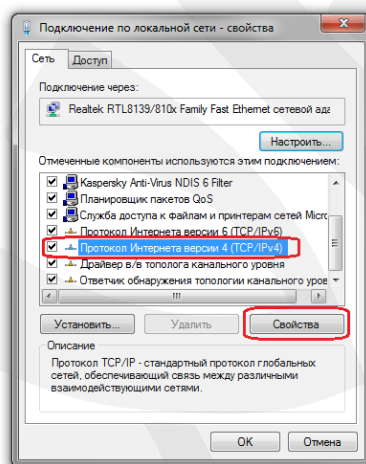 Подключение по локальной сети - свойства
Сеть Доступ
Подключение через:
Realtek RTL8139/810x Family Fast Ethernet сетевой ада
Настроить...
Отмеченные компоненты используются этим подключением:
Kaspersky Anti-Virus NDIS 6 Filter
Планировщик пакетов QoS
Служба доступа к файлам и принтерам сетей Micro
Протокол Интернета версии 6 (TCP/IPv6)
Протокол Интернета версии 4 (TCP/IPv4)
Драйвер в/в тополога канального уровня
Ответчик обнаружения топологии канального уров
Установить... Удалить Свойства
Описание
Протокол TCP/IP - стандартный протокол глобальных
сетей, обеспечивающий связь между различными
взаимодействующими сетями.
OK Отмена